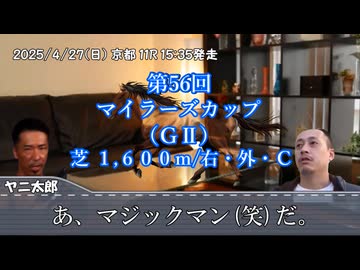 2025/4/27(日) 京都 11R 15:35発走
第56回
マイラーズカップ
(GⅡ)
芝 1,600m/右・外・C
ヤニ太郎
あ、マジックマン(笑)だ。